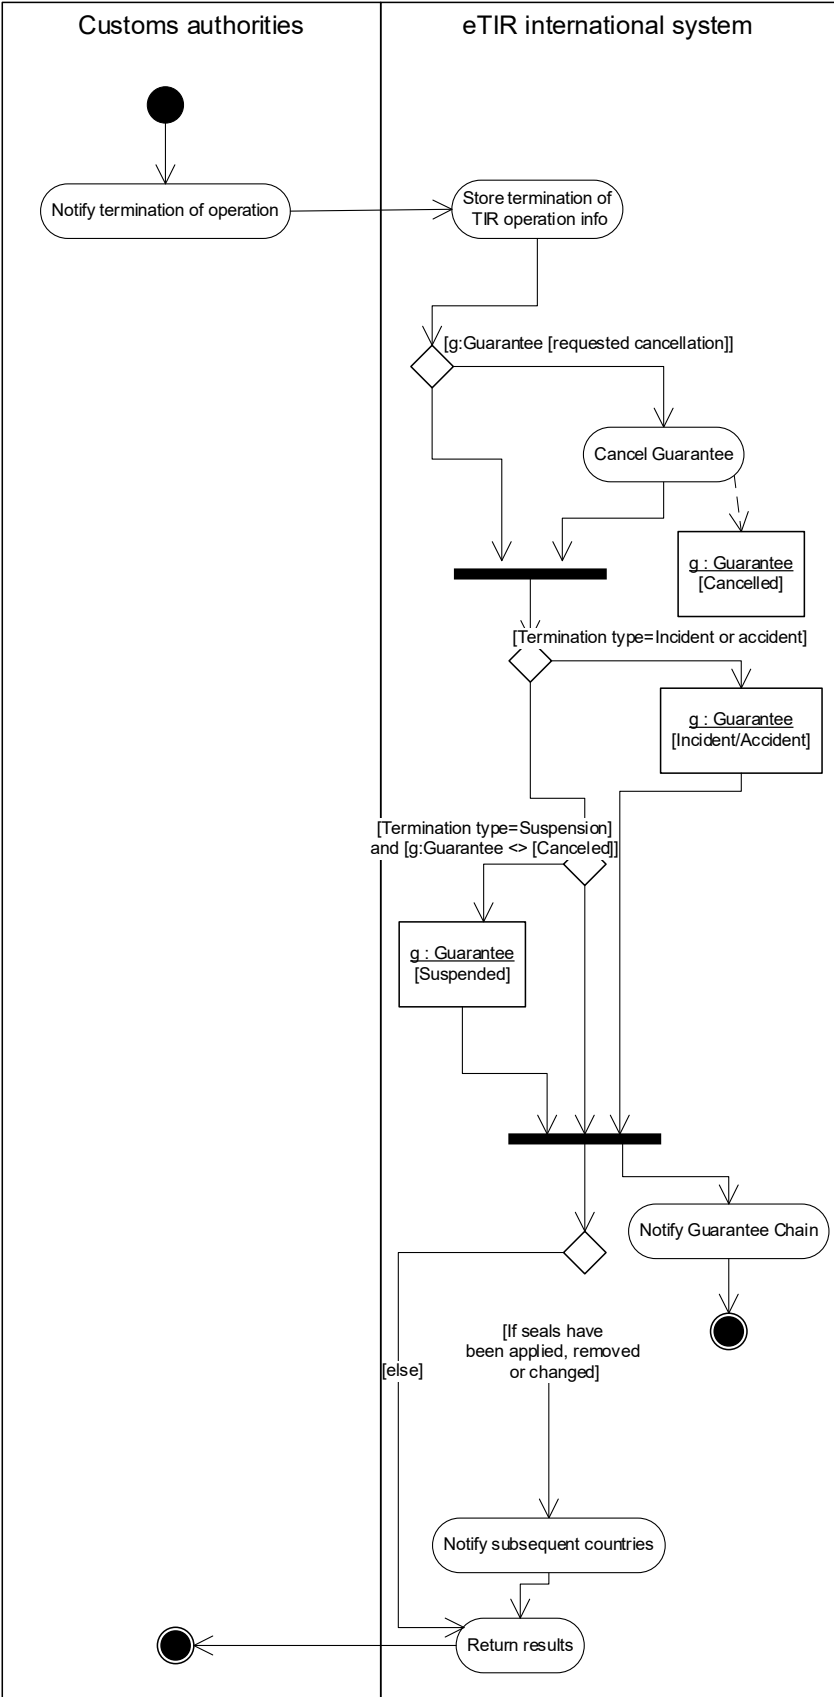 Customs authorities
eTIR international system
Notify termination of operation
Store termination of
TIR operation info
[g:Guarantee [requested cancellation]]
Cancel Guarantee
g : Guarantee
[Cancelled]
[Termination type=Incident or accident]
g : Guarantee
[Incident/Accident]
[Termination type=Suspension]
and [g:Guarantee <> [Canceled]]
g : Guarantee
[Suspended]
Notify Guarantee Chain
[If seals have
been applied, removed
or changed]
[else]
Notify subsequent countries
Return results